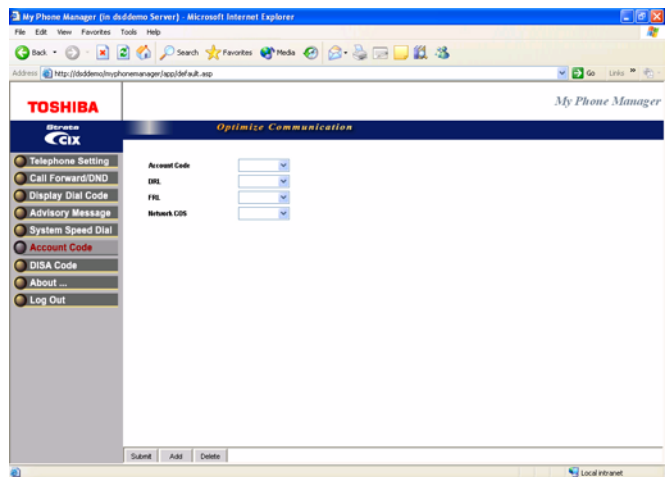 My Phone Manager (in dsddemo Server) - Microsoft Internet Explorer
File Edit View Favorites Tools Help
Back Search Favorites Media
Address http://dsddemo/myphonemanager/app/default.asp Go Links »
TOSHIBA
My Phone Manager
Strata CIX
Optimize Communication
Telephone Setting
Call Forward/DND
Display Dial Code
Advisory Message
System Speed Dial
Account Code
DISA Code
About ...
Log Out
Account Code
DRL
FRL
Network COS
Submit Add Delete
Local intranet